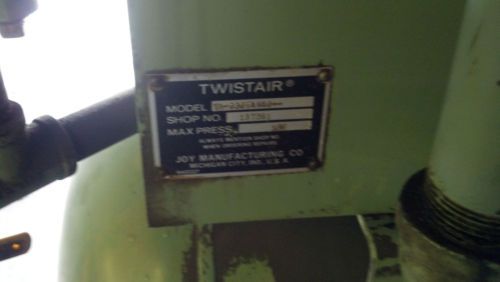 TWISTAIR®
MODEL
SHOP NO.
MAX PRESS.
ALWAYS MENTION SHOP NO.
WHEN ORDERING REPAIRS
JOY MANUFACTURING CO
MICHIGAN CITY, IND. U.S.A.